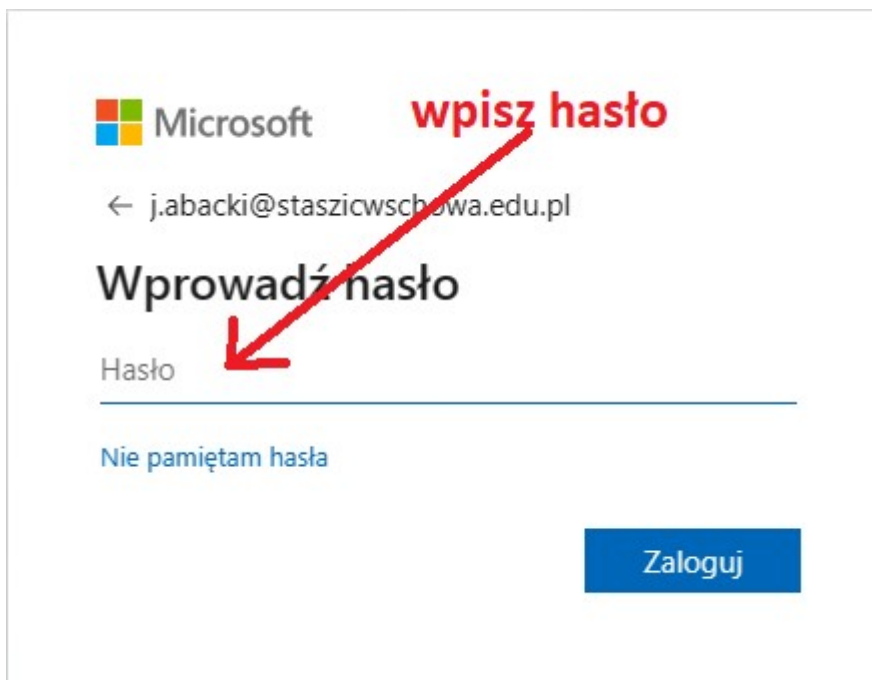 Microsoft
wpisz hasło
← j.abacki@staszicwschowa.edu.pl
Wprowadź hasło
Hasło
Nie pamiętam hasła
Zaloguj